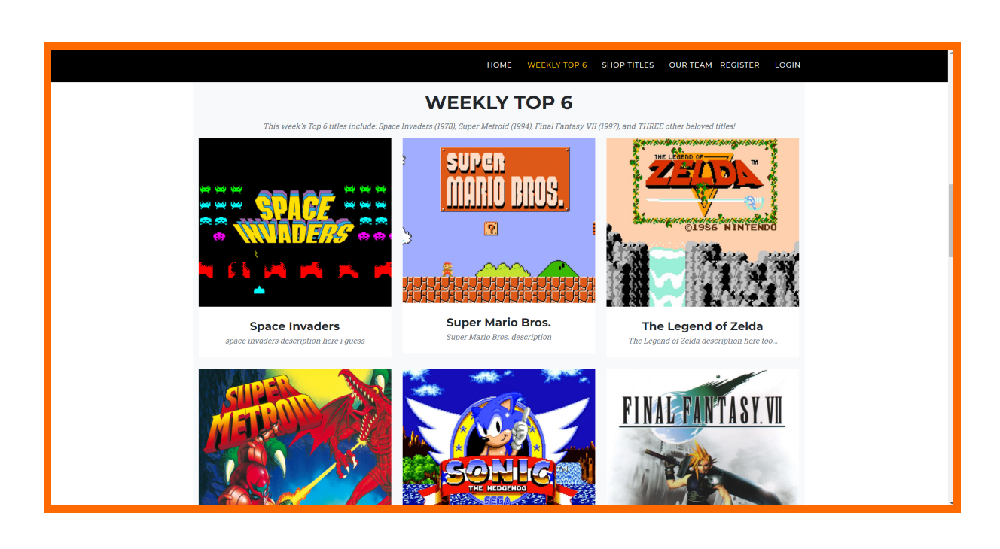 HOME WEEKLY TOP 6 SHOP TITLES OUR TEAM REGISTER LOGIN
WEEKLY TOP 6
This week's Top 6 titles include: Space Invaders (1978), Super Metroid (1994), Final Fantasy VII (1997), and THREE other beloved titles!
SPACE
INVADERS
SUPER
MARIO BROS.
?
THE LEGEND OF
ZELDA
TM
©1986 NINTENDO
Space Invaders
space invaders description here i guess
Super Mario Bros.
Super Mario Bros. description
The Legend of Zelda
The Legend of Zelda description here too...
SUPER
METROID
SONIC
TM
THE HEDGEHOG
SEGA
FINAL FANTASY VII